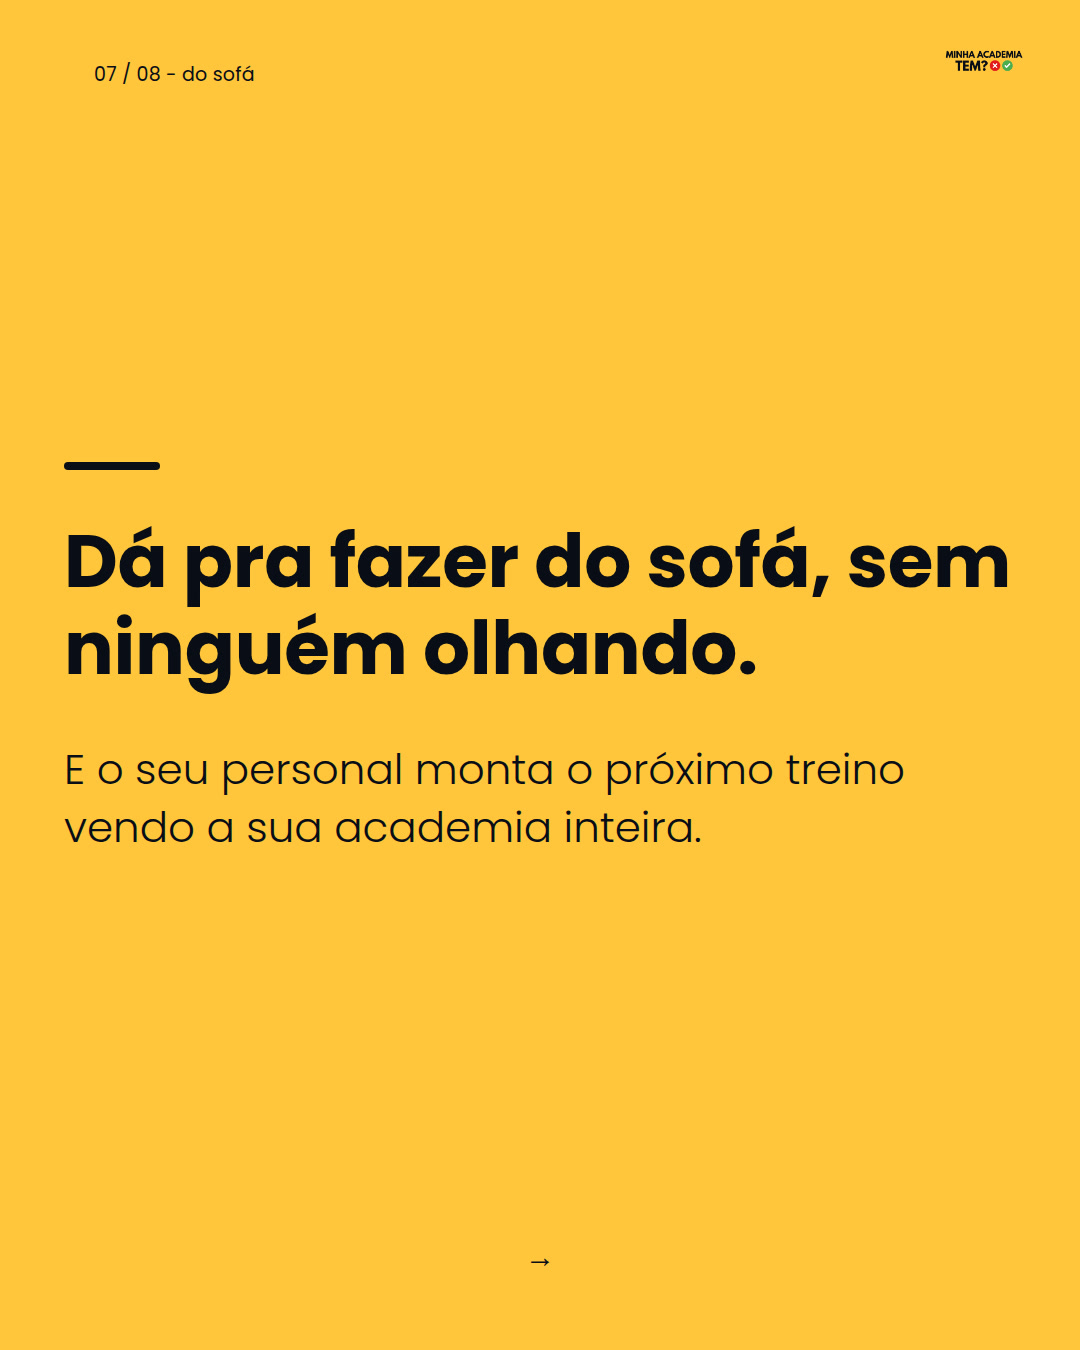 07 / 08 - do sofá
MINHA ACADEMIA
TEM?
Dá pra fazer do sofá, sem
ninguém olhando.
E o seu personal monta o próximo treino
vendo a sua academia inteira.
→